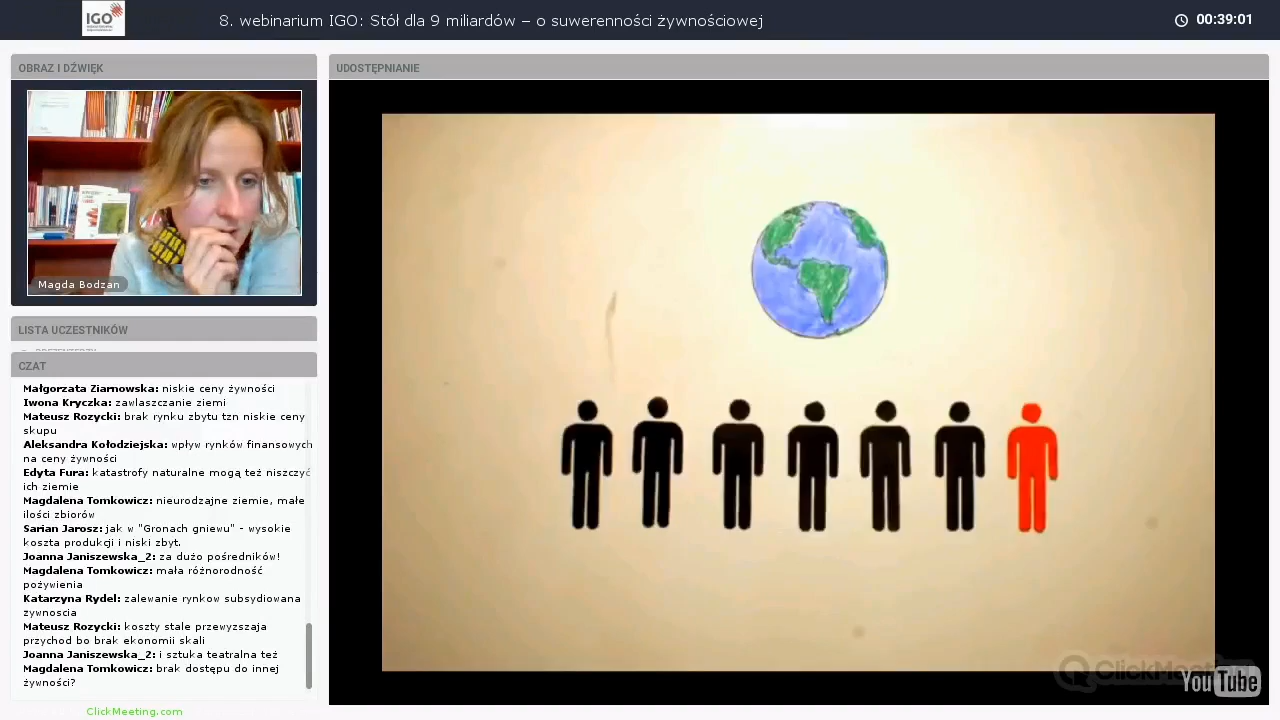 IGO
8. webinarium IGO: Stół dla 9 miliardów – o suwerenności żywnościowej
00:39:01
OBRAZ I DŹWIĘK
Magda Bodzan
LISTA UCZESTNIKÓW
CZAT
Małgorzata Ziarnowska: niskie ceny żywności
Iwona Kryczka: zawlaszczanie ziemi
Mateusz Rozycki: brak rynku zbytu tzn niskie ceny
skupu
Aleksandra Kołodziejska: wpływ rynków finansowych
na ceny żywności
Edyta Fura: katastrofy naturalne mogą też niszczyć
ich ziemie
Magdalena Tomkowicz: nieurodzajne ziemie, małe
ilości zbiorów
Sarian Jarosz: jak w "Gronach gniewu" - wysokie
koszta produkcji i niski zbyt.
Joanna Janiszewska_2: za dużo pośredników!
Magdalena Tomkowicz: mała różnorodność
pożywienia
Katarzyna Rydel: zalewanie rynkow subsydiowana
zywnoscia
Mateusz Rozycki: koszty stale przewyzszaja
przychod bo brak ekonomii skali
Joanna Janiszewska_2: i sztuka teatralna też
Magdalena Tomkowicz: brak dostępu do innej
żywności?
ClickMeeting.com
UDOSTĘPNIANIE
ClickMeeting
YouTube